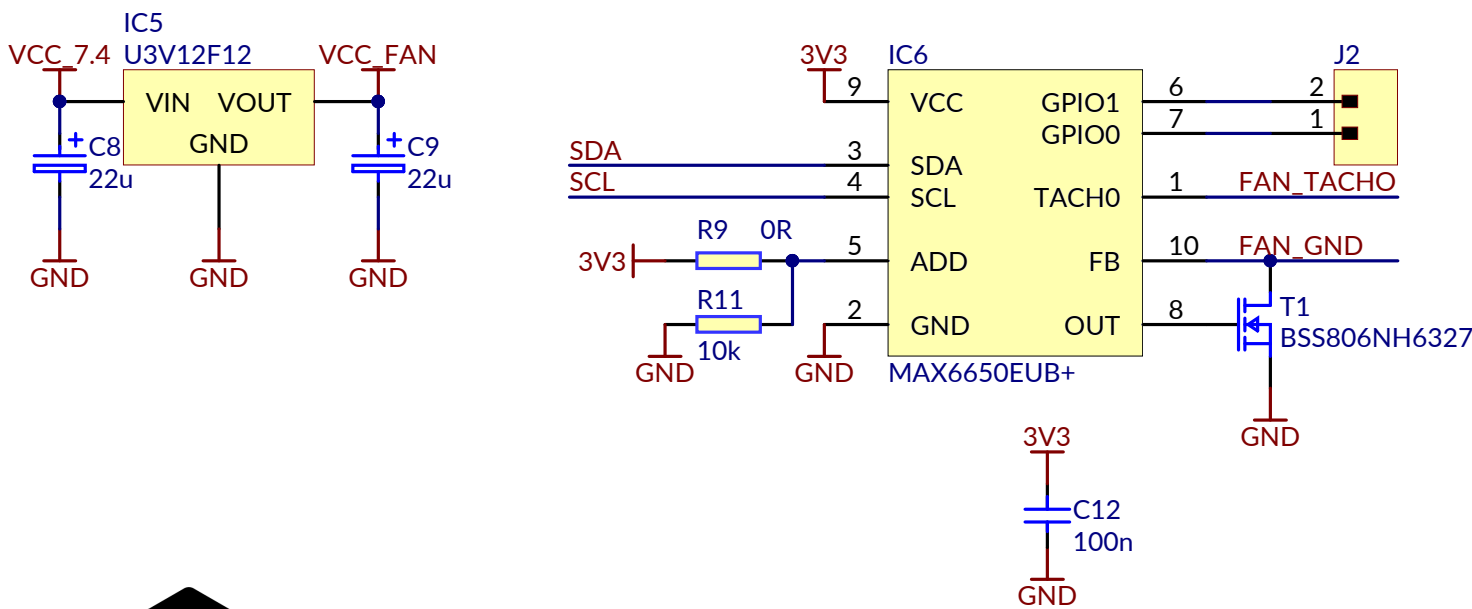 IC5
U3V12F12
VCC_7.4
VCC_FAN
VIN VOUT
GND
C8
22u
C9
22u
GND
GND
GND
3V3
IC6
J2
9 VCC GPIO1 6 2
GPIO0 7 1
SDA 3 SDA
SCL 4 SCL TACH0 1 FAN_TACHO
R9 0R
3V3 5 ADD FB 10 FAN_GND
R11
10k
GND
2 GND OUT 8
GND
T1
BSS806NH6327
MAX6650EUB+
GND
3V3
C12
100n
GND